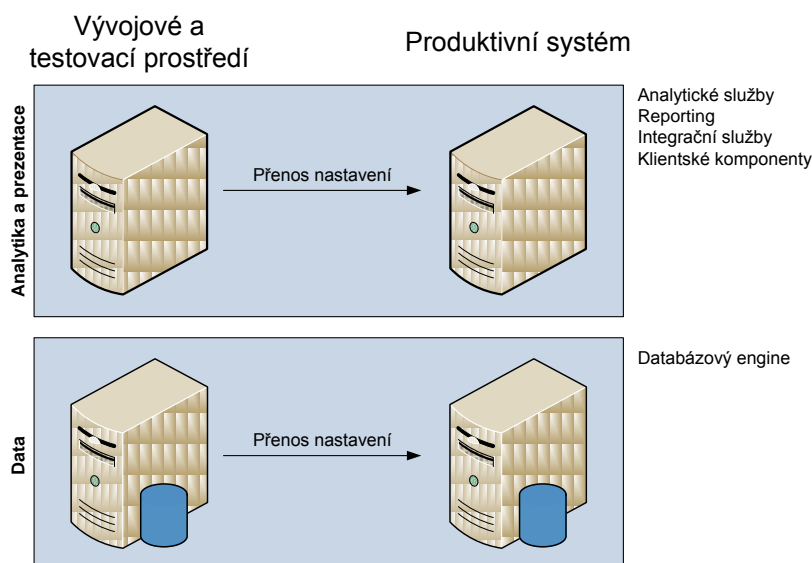 Vývojové a
testovací prostředí
Produktivní systém
Analytika a prezentace
Přenos nastavení
Analytické služby
Reporting
Integrační služby
Klientské komponenty
Data
Přenos nastavení
Databázový engine